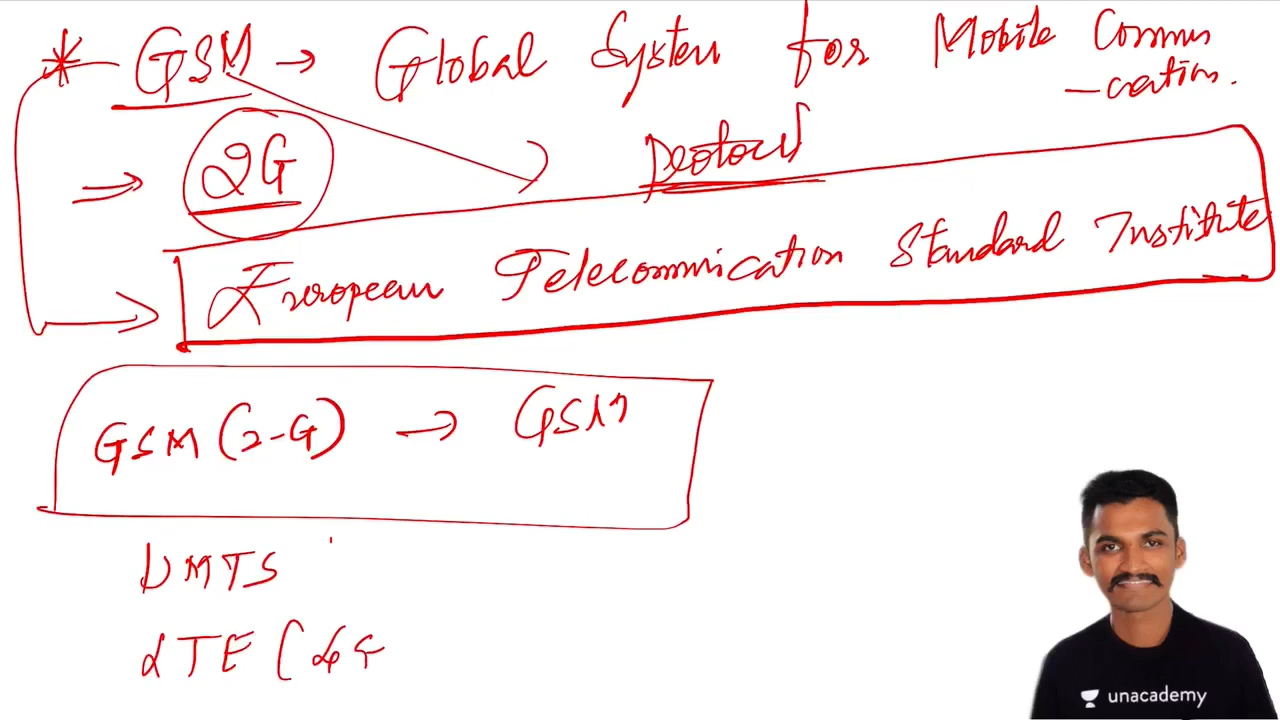 * GSM → Global System for Mobile Commun
-cation.
⇒ 2G
Protocol
European Telecommunication Standard Institute
GSM (2-G) → GSM
UMTS
LTE (4G
unacademy